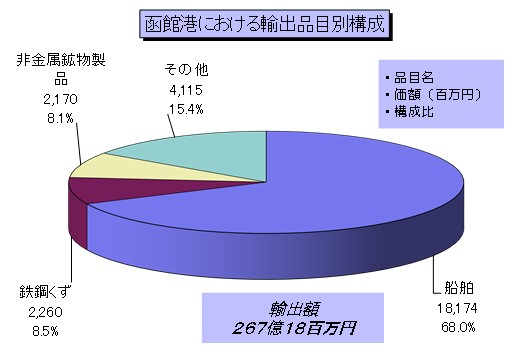 函館港における輸出品目別構成
非金属鉱物製
品
2,170
8.1%
その他
4,115
15.4%
・品目名
・価額(百万円)
・構成比
鉄鋼くず
2,260
8.5%
輸出額
267億18百万円
船舶
18,174
68.0%